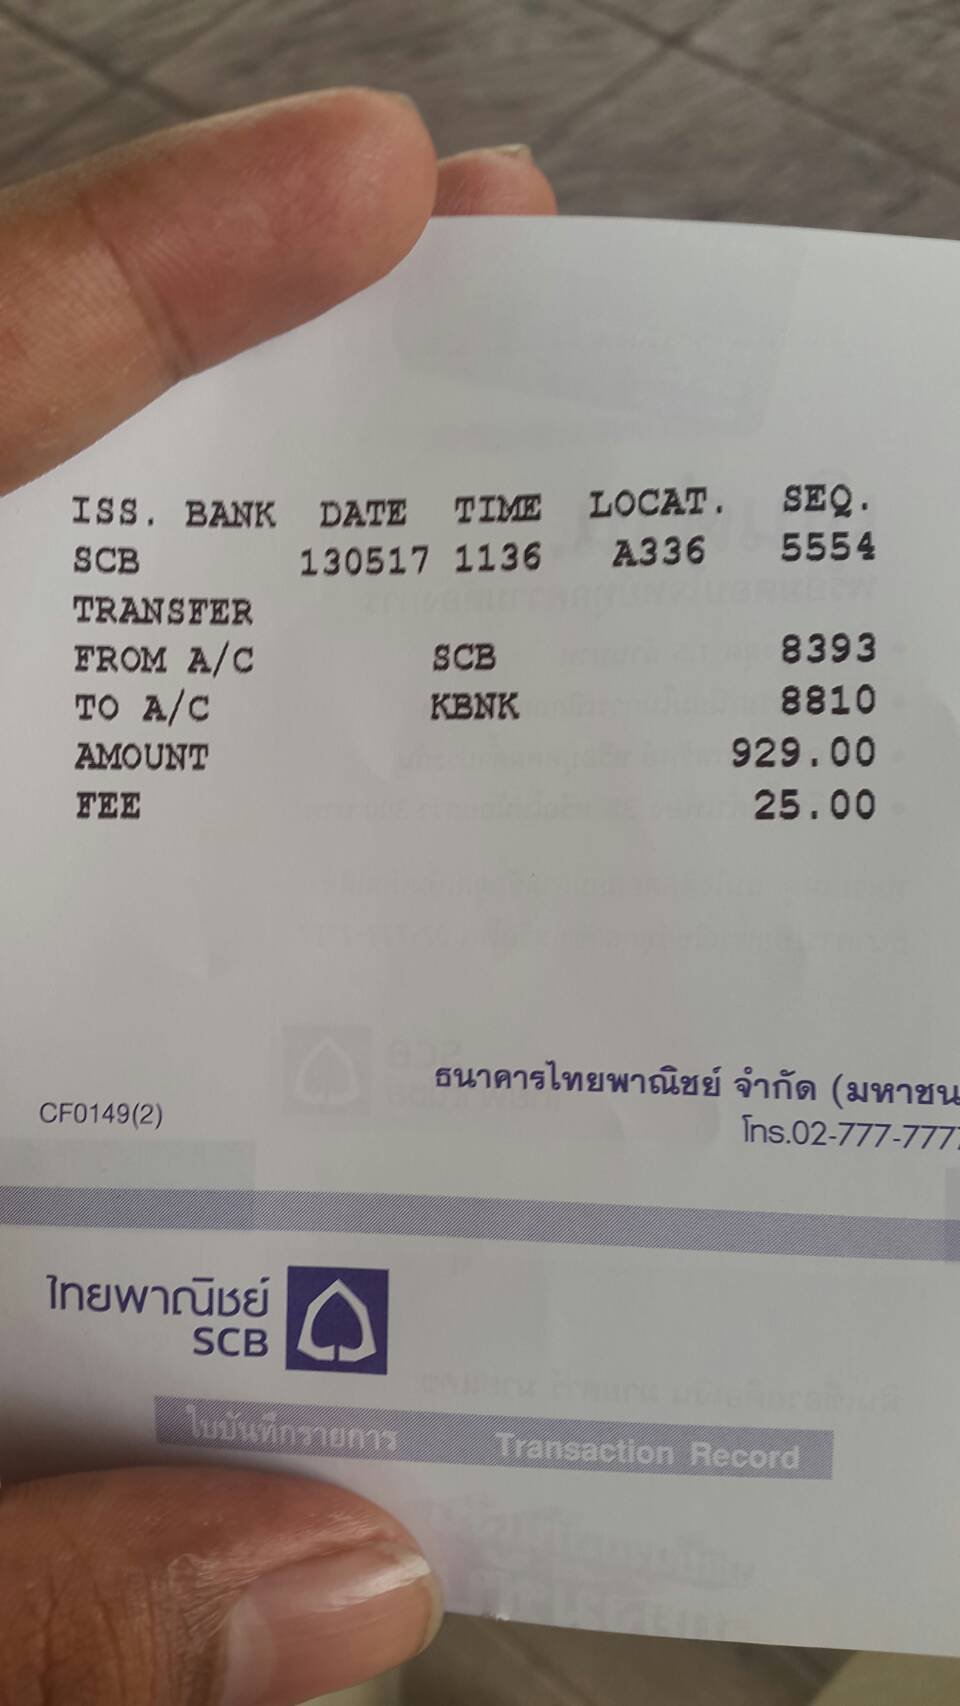 ISS. BANK DATE TIME LOCAT. SEQ.
SCB 130517 1136 A336 5554
TRANSFER
FROM A/C SCB 8393
TO A/C KBNK 8810
AMOUNT 929.00
FEE 25.00
ธนาคารไทยพาณิชย์ จำกัด (มหาชน
CF0149(2)
โทร.02-777-7777
ไทยพาณิชย์
SCB
ใบบันทึกรายการ Transaction Record